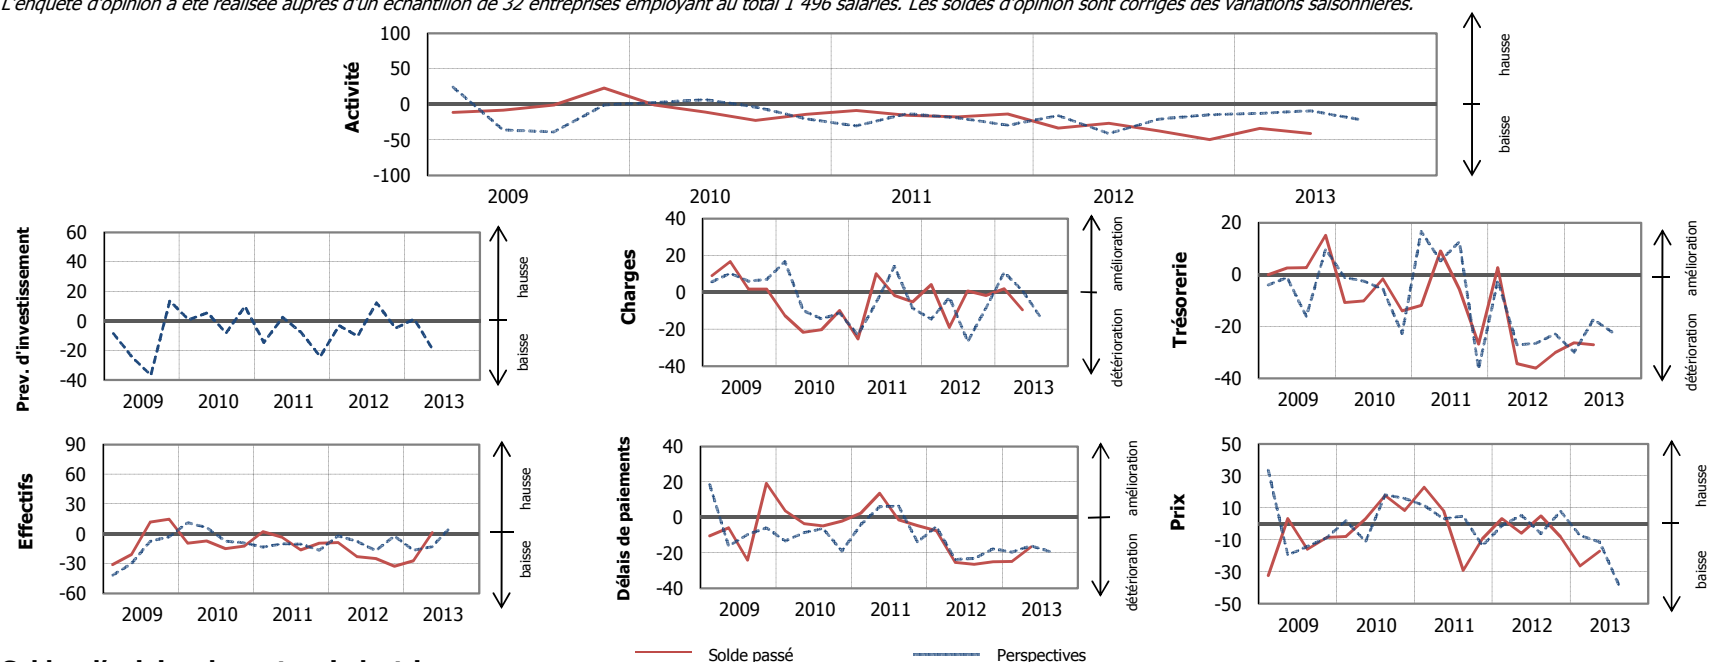 L'enquête d'opinion a été réalisée auprès d'un échantillon de 32 entreprises employant au total 1 496 salariés. Les soldes d'opinion sont corrigés des variations saisonnières.
Activité
100
50
0
-50
-100
2009 2010 2011 2012 2013
hausse
baisse
Prev. d'investissement
60
40
20
0
-20
-40
2009 2010 2011 2012 2013
hausse
baisse
Charges
40
20
0
-20
-40
2009 2010 2011 2012 2013
amélioration
détérioration
Trésorerie
20
0
-20
-40
2009 2010 2011 2012 2013
amélioration
détérioration
Effectifs
90
60
30
0
-30
-60
2009 2010 2011 2012 2013
hausse
baisse
Délais de paiements
40
20
0
-20
-40
2009 2010 2011 2012 2013
amélioration
détérioration
Prix
50
30
10
-10
-30
-50
2009 2010 2011 2012 2013
hausse
baisse
Solde passé Perspectives